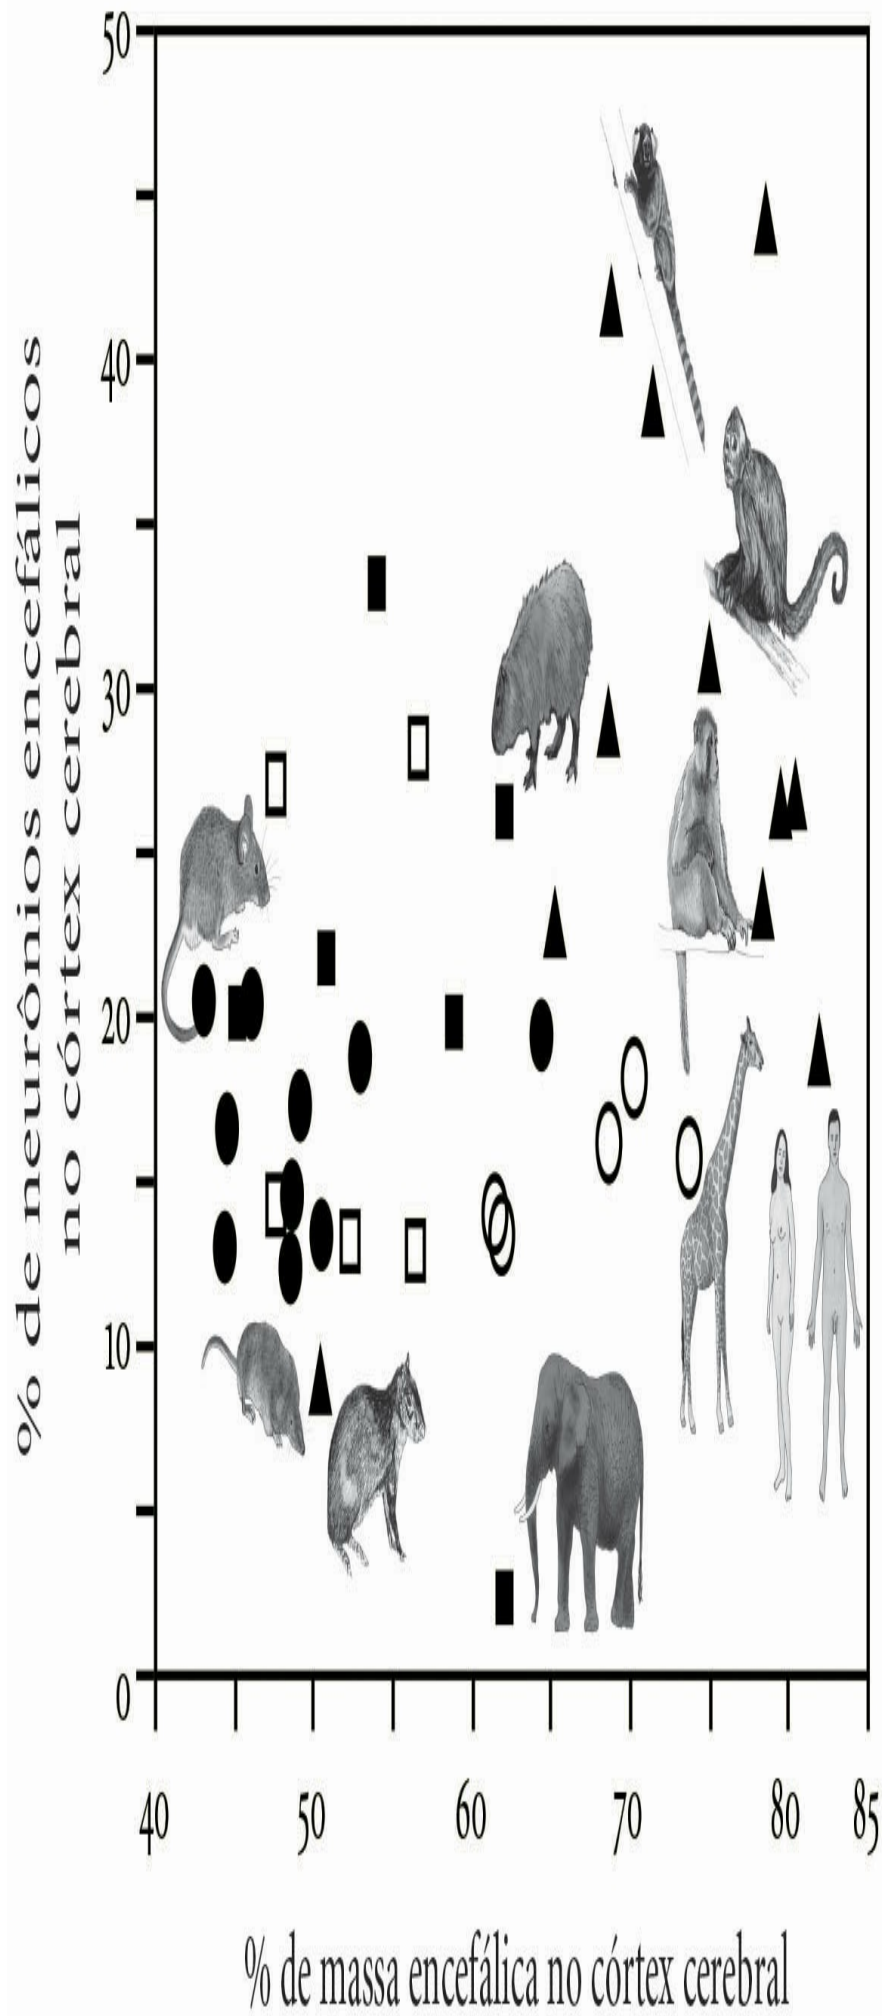 % de neurônios encefálicos
no córtex cerebral
50
40
30
20
10
0
40 50 60 70 80 85
% de massa encefálica no córtex cerebral